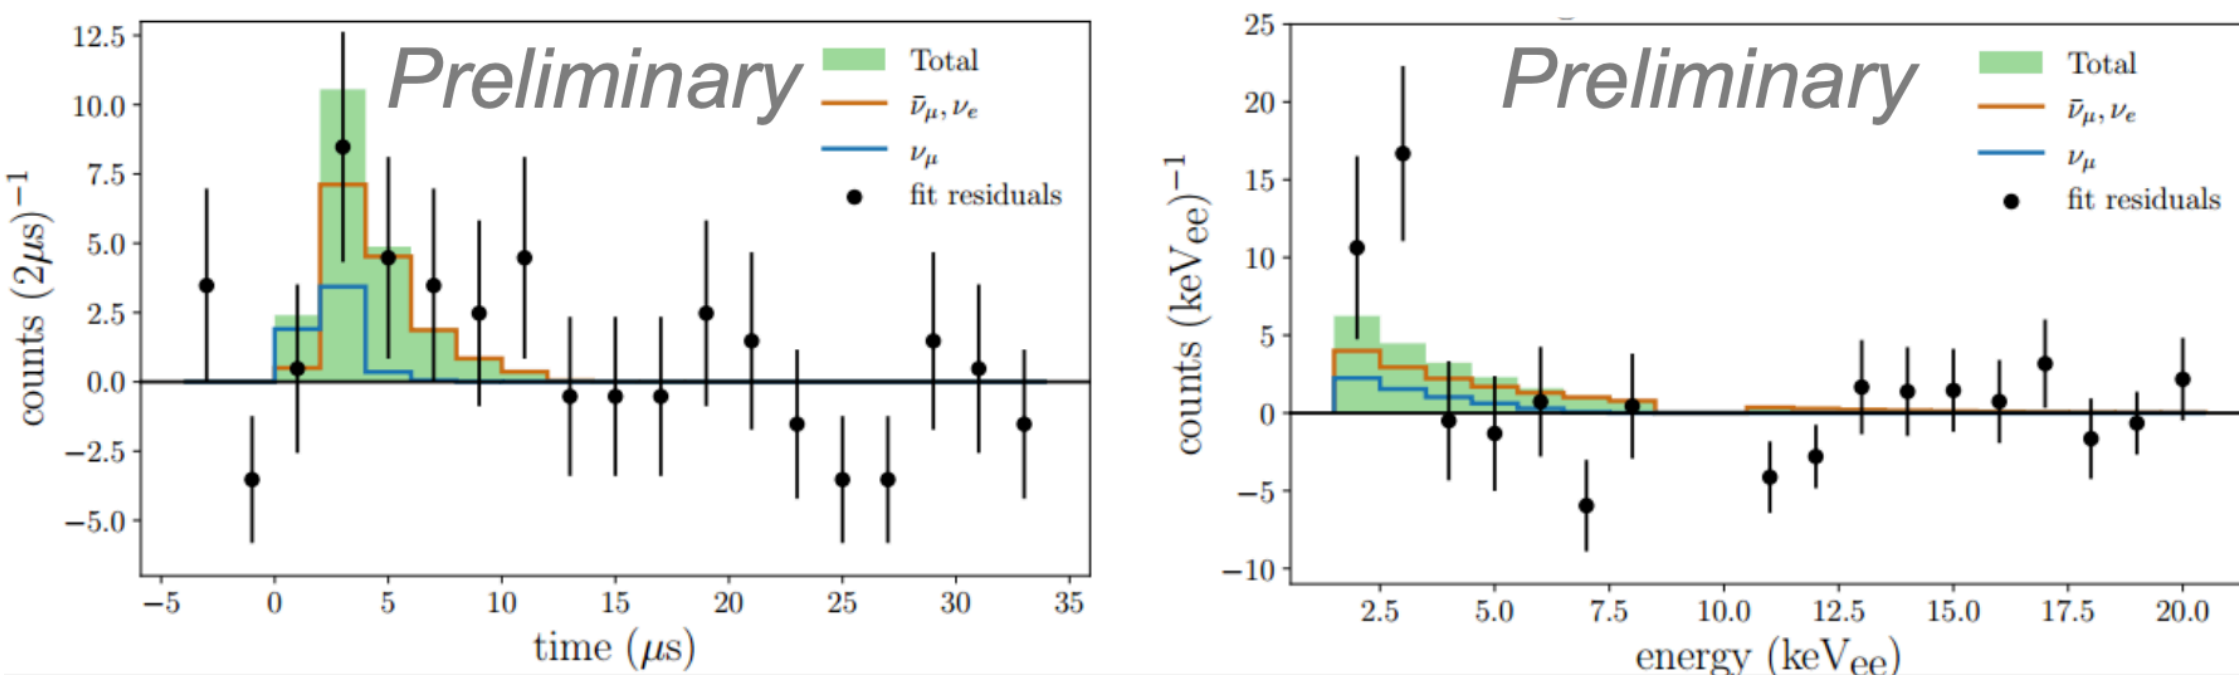 Preliminary
Total
ν̄μ, νe
νμ
fit residuals
counts (2μs)−1
12.5
10.0
7.5
5.0
2.5
0.0
−2.5
−5.0
−5 0 5 10 15 20 25 30 35
time (μs)
Preliminary
Total
ν̄μ, νe
νμ
fit residuals
counts (keVee)−1
25
20
15
10
5
0
−5
−10
2.5 5.0 7.5 10.0 12.5 15.0 17.5 20.0
energy (keVee)